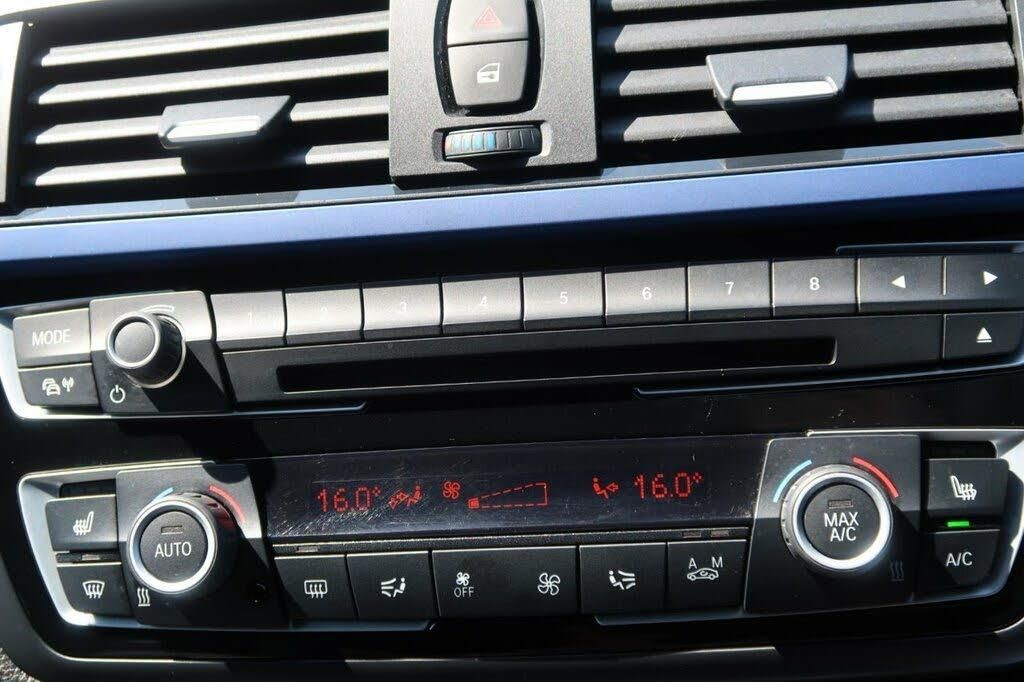 MODE 1 2 3 4 5 6 7 8
16.0° 16.0°
AUTO MAX A/C
OFF A M A/C